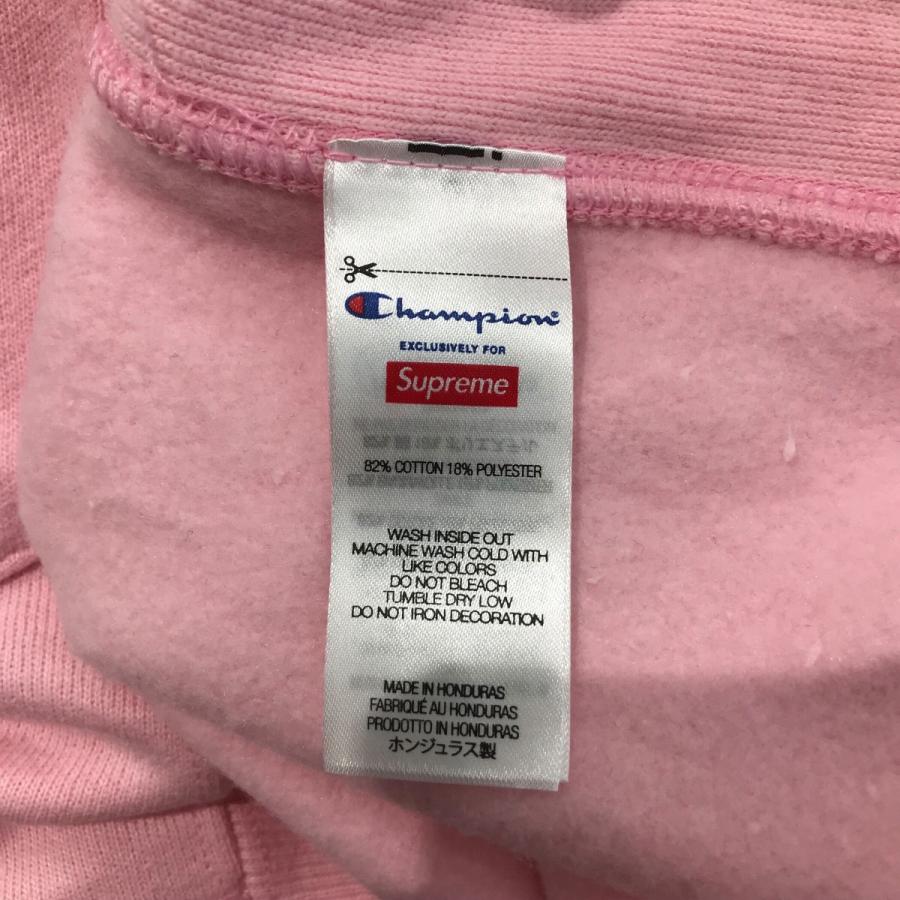 Champion®
EXCLUSIVELY FOR
Supreme
82% COTTON 18% POLYESTER
WASH INSIDE OUT
MACHINE WASH COLD WITH
LIKE COLORS
DO NOT BLEACH
TUMBLE DRY LOW
DO NOT IRON DECORATION
MADE IN HONDURAS
FABRIQUÉ AU HONDURAS
PRODOTTO IN HONDURAS
ホンジュラス製